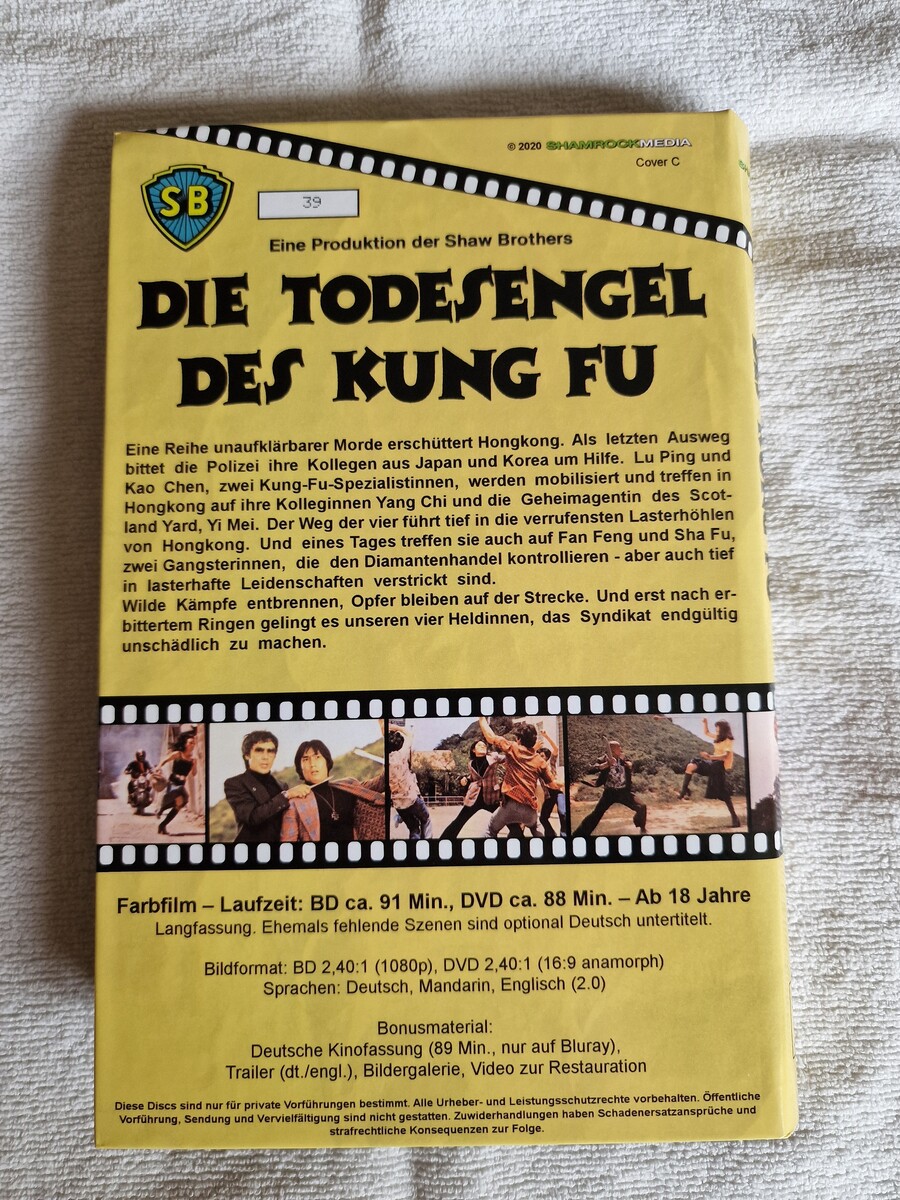 © 2020 SHAMROCKMEDIA
Cover C
SB
39
Eine Produktion der Shaw Brothers
DIE TODESENGEL
DES KUNG FU
Eine Reihe unaufklärbarer Morde erschüttert Hongkong. Als letzten Ausweg
bittet die Polizei ihre Kollegen aus Japan und Korea um Hilfe. Lu Ping und
Kao Chen, zwei Kung-Fu-Spezialistinnen, werden mobilisiert und treffen in
Hongkong auf ihre Kolleginnen Yang Chi und die Geheimagentin des Scot-
land Yard, Yi Mei. Der Weg der vier führt tief in die verrufensten Lasterhöhlen
von Hongkong. Und eines Tages treffen sie auch auf Fan Feng und Sha Fu,
zwei Gangsterinnen, die den Diamantenhandel kontrollieren - aber auch tief
in lasterhafte Leidenschaften verstrickt sind.
Wilde Kämpfe entbrennen, Opfer bleiben auf der Strecke. Und erst nach er-
bittertem Ringen gelingt es unseren vier Heldinnen, das Syndikat endgültig
unschädlich zu machen.
Farbfilm – Laufzeit: BD ca. 91 Min., DVD ca. 88 Min. – Ab 18 Jahre
Langfassung. Ehemals fehlende Szenen sind optional Deutsch untertitelt.
Bildformat: BD 2,40:1 (1080p), DVD 2,40:1 (16:9 anamorph)
Sprachen: Deutsch, Mandarin, Englisch (2.0)
Bonusmaterial:
Deutsche Kinofassung (89 Min., nur auf Bluray),
Trailer (dt./engl.), Bildergalerie, Video zur Restauration
Diese Discs sind nur für private Vorführungen bestimmt. Alle Urheber- und Leistungsschutzrechte vorbehalten. Öffentliche
Vorführung, Sendung und Vervielfältigung sind nicht gestatten. Zuwiderhandlungen haben Schadenersatzansprüche und
strafrechtliche Konsequenzen zur Folge.